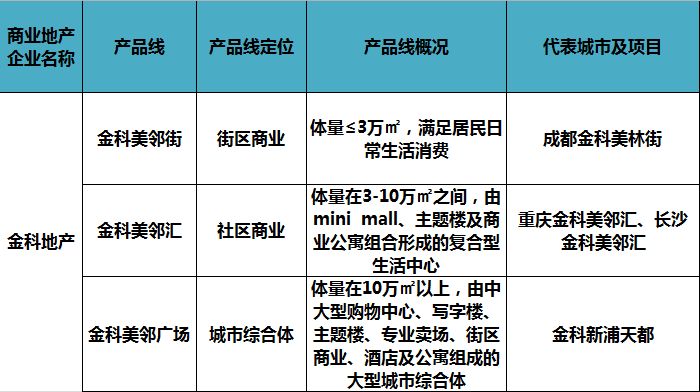 商业地产
企业名称
产品线
产品线定位
产品线概况
代表城市及项目
金科地产
金科美邻街
街区商业
体量≤3万㎡，满足居民日
常生活消费
成都金科美林街
金科美邻汇
社区商业
体量在3-10万㎡之间，由
mini mall、主题楼及商
业公寓组合形成的复合型
生活中心
重庆金科美邻汇、长沙
金科美邻汇
金科美邻广场
城市综合体
体量在10万㎡以上，由中
大型购物中心、写字楼、
主题楼、专业卖场、街区
商业、酒店及公寓组成的
大型城市综合体
金科新浦天都